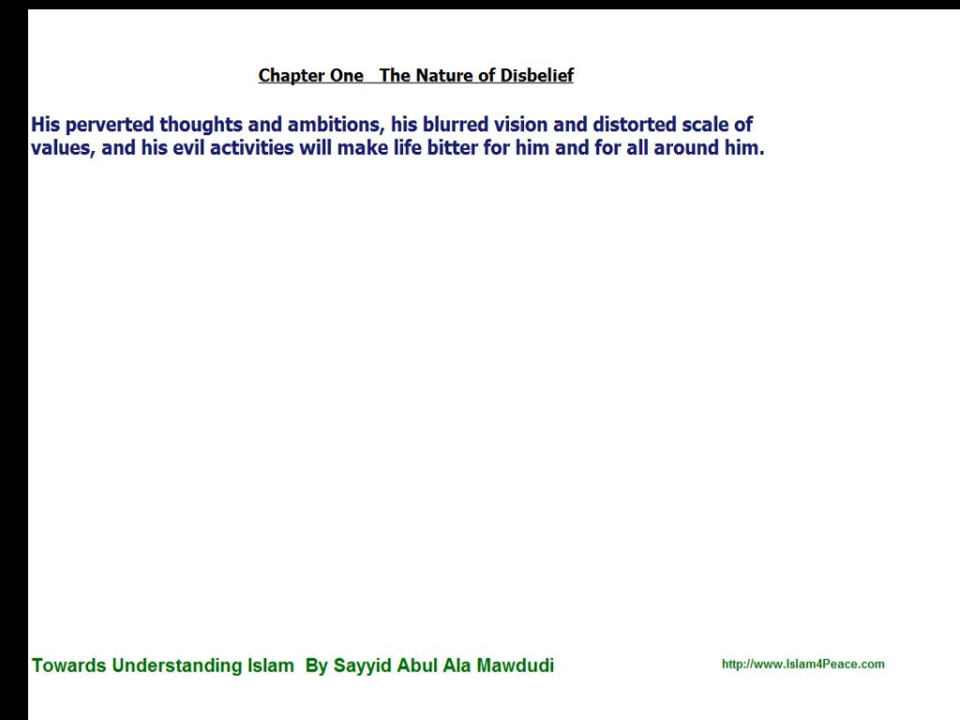 Chapter One   The Nature of Disbelief
His perverted thoughts and ambitions, his blurred vision and distorted scale of
values, and his evil activities will make life bitter for him and for all around him.
Towards Understanding Islam  By Sayyid Abul Ala Mawdudi
http://www.Islam4Peace.com